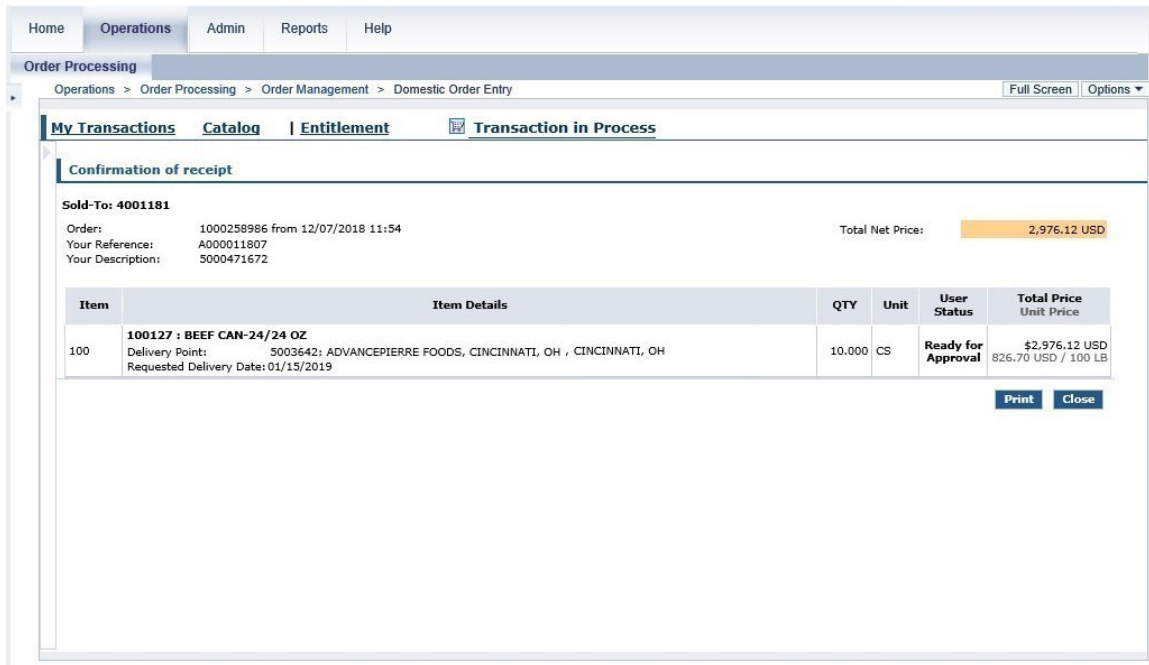 Home Operations Admin Reports Help
Order Processing
Operations > Order Processing > Order Management > Domestic Order Entry Full Screen Options
My Transactions Catalog | Entitlement Transaction in Process
Confirmation of receipt
Sold-To: 4001181
Order: 1000258986 from 12/07/2018 11:54 Total Net Price: 2,976.12 USD
Your Reference: A000011807
Your Description: 5000471672
Item Item Details QTY Unit User Status Total Price Unit Price
100127 : BEEF CAN-24/24 OZ
100 Delivery Point: 5003642: ADVANCEPIERRE FOODS, CINCINNATI, OH , CINCINNATI, OH 10.000 CS Ready for Approval $2,976.12 USD 826.70 USD / 100 LB
Requested Delivery Date: 01/15/2019
Print Close